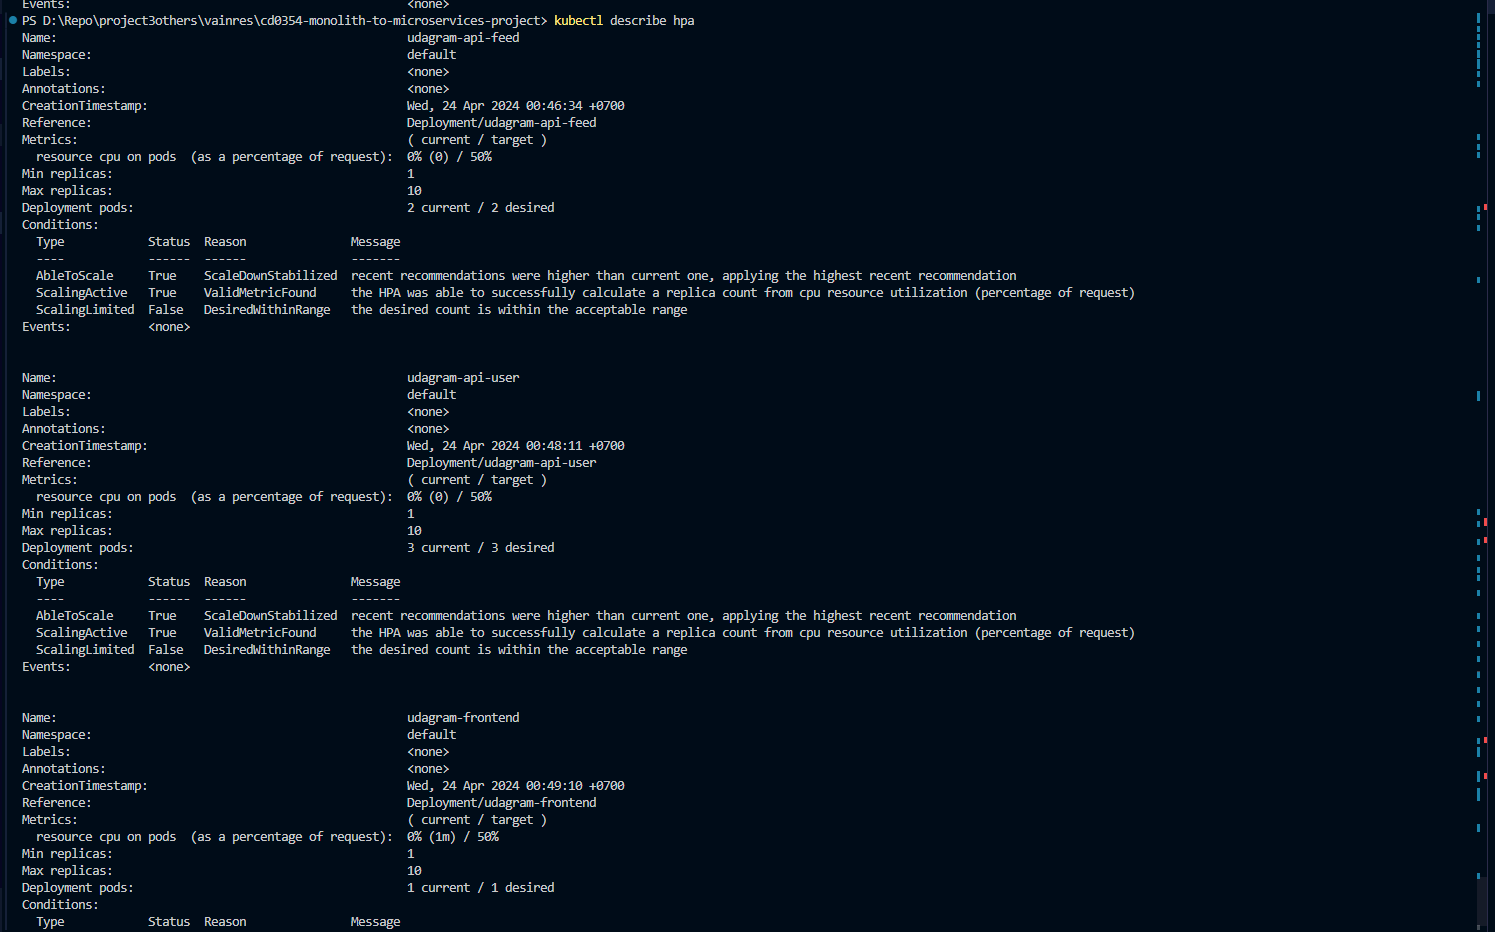 Events: <none>
PS D:\Repo\project3others\vainres\cd0354-monolith-to-microservices-project> kubectl describe hpa
Name: udagram-api-feed
Namespace: default
Labels: <none>
Annotations: <none>
CreationTimestamp: Wed, 24 Apr 2024 00:46:34 +0700
Reference: Deployment/udagram-api-feed
Metrics: ( current / target )
resource cpu on pods (as a percentage of request): 0% (0) / 50%
Min replicas: 1
Max replicas: 10
Deployment pods: 2 current / 2 desired
Conditions:
Type Status Reason Message
---- ------ ------ -------
AbleToScale True ScaleDownStabilized recent recommendations were higher than current one, applying the highest recent recommendation
ScalingActive True ValidMetricFound the HPA was able to successfully calculate a replica count from cpu resource utilization (percentage of request)
ScalingLimited False DesiredWithinRange the desired count is within the acceptable range
Events: <none>
Name: udagram-api-user
Namespace: default
Labels: <none>
Annotations: <none>
CreationTimestamp: Wed, 24 Apr 2024 00:48:11 +0700
Reference: Deployment/udagram-api-user
Metrics: ( current / target )
resource cpu on pods (as a percentage of request): 0% (0) / 50%
Min replicas: 1
Max replicas: 10
Deployment pods: 3 current / 3 desired
Conditions:
Type Status Reason Message
---- ------ ------ -------
AbleToScale True ScaleDownStabilized recent recommendations were higher than current one, applying the highest recent recommendation
ScalingActive True ValidMetricFound the HPA was able to successfully calculate a replica count from cpu resource utilization (percentage of request)
ScalingLimited False DesiredWithinRange the desired count is within the acceptable range
Events: <none>
Name: udagram-frontend
Namespace: default
Labels: <none>
Annotations: <none>
CreationTimestamp: Wed, 24 Apr 2024 00:49:10 +0700
Reference: Deployment/udagram-frontend
Metrics: ( current / target )
resource cpu on pods (as a percentage of request): 0% (1m) / 50%
Min replicas: 1
Max replicas: 10
Deployment pods: 1 current / 1 desired
Conditions:
Type Status Reason Message